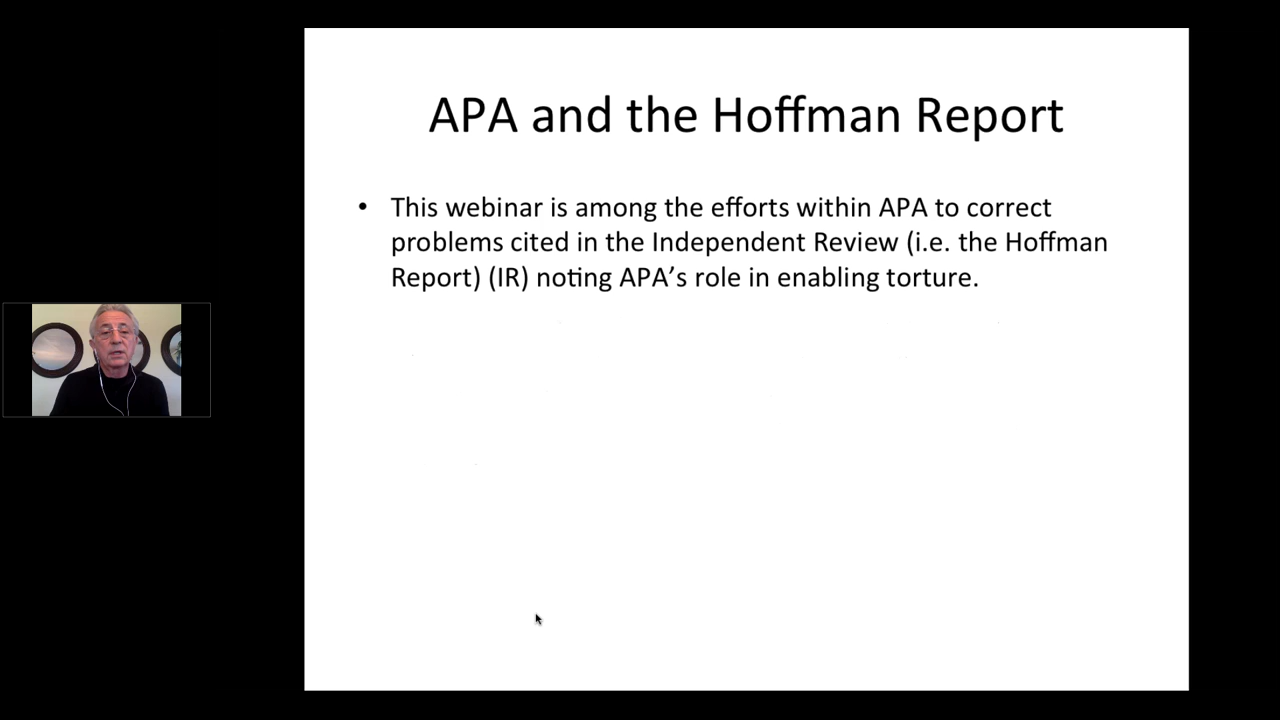 APA and the Hoffman Report
• This webinar is among the efforts within APA to correct
problems cited in the Independent Review (i.e. the Hoffman
Report) (IR) noting APA’s role in enabling torture.